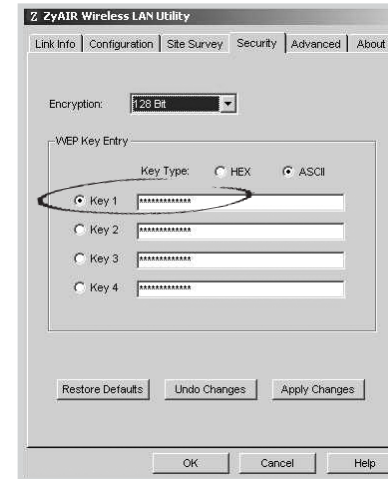 Z ZyAIR Wireless LAN Utility
Link Info Configuration Site Survey Security Advanced About
Encryption: 128 Bit
WEP Key Entry
Key Type: HEX ASCII
Key 1 *************
Key 2 *************
Key 3 *************
Key 4 *************
Restore Defaults Undo Changes Apply Changes
OK Cancel Help